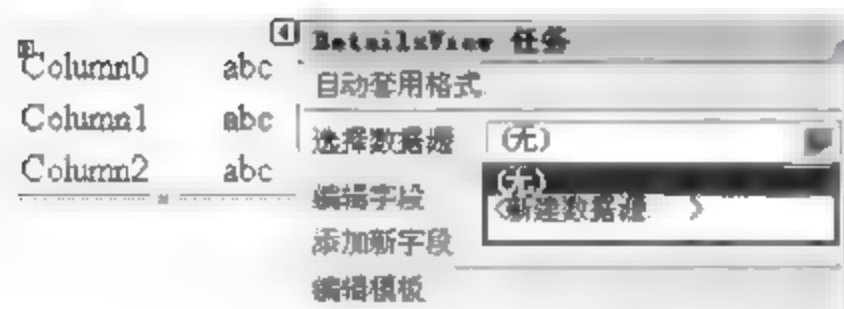 Column0 abc
Column1 abc
Column2 abc
DetailsView 任务
自动套用格式
选择数据源 (无)
(无)
<新建数据源 >
编辑字段
添加新字段
编辑模板